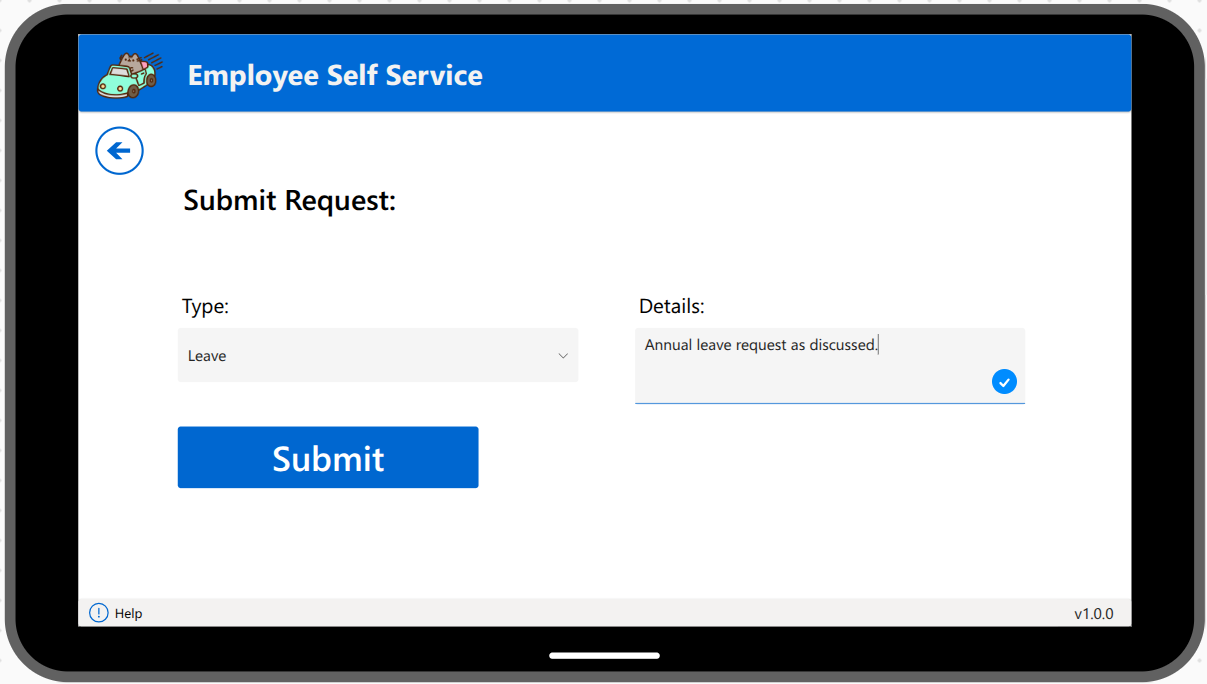 Employee Self Service
Submit Request:
Type:
Details:
Leave
Annual leave request as discussed.
Submit
Help
v1.0.0